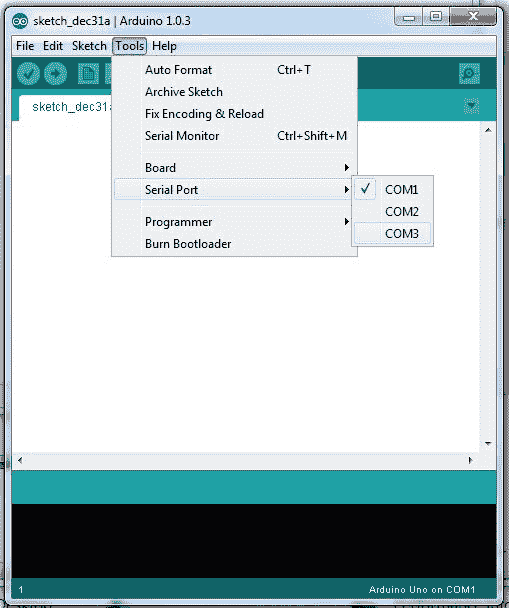 sketch_dec31a | Arduino 1.0.3
File Edit Sketch Tools Help
sketch_dec31a
Auto Format Ctrl+T
Archive Sketch
Fix Encoding & Reload
Serial Monitor Ctrl+Shift+M
Board
Serial Port
Programmer
Burn Bootloader
COM1
COM2
COM3
1 Arduino Uno on COM1